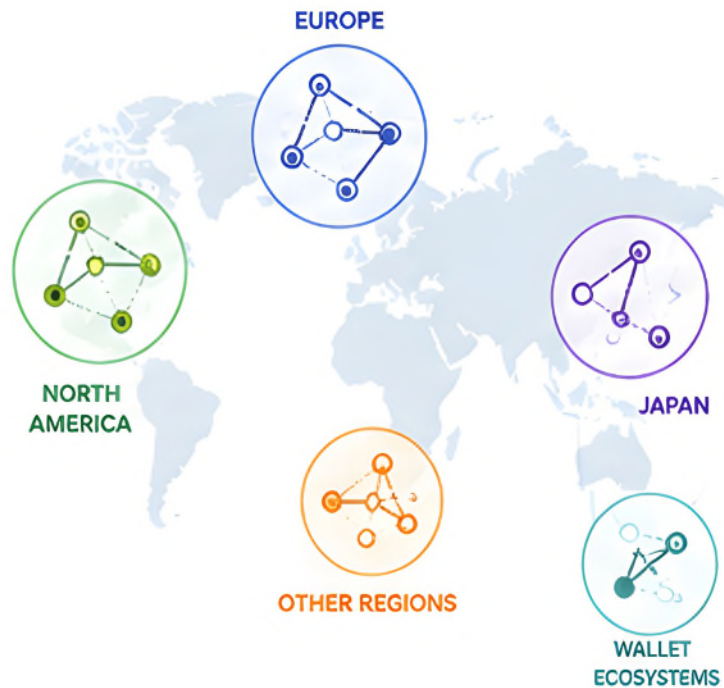 EUROPE
NORTH
AMERICA
JAPAN
OTHER REGIONS
WALLET
ECOSYSTEMS